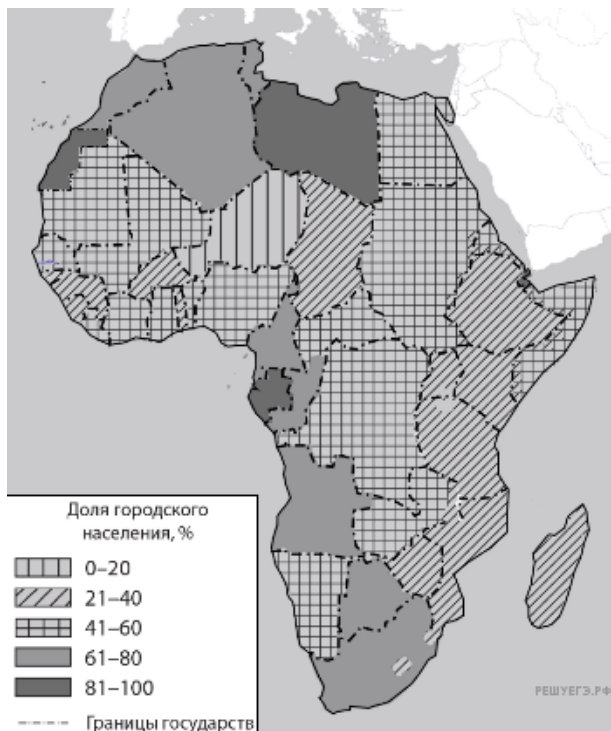 Доля городского
населения, %
0–20
21–40
41–60
61–80
81–100
Границы государств
РЕШУЕГЭ.РФ